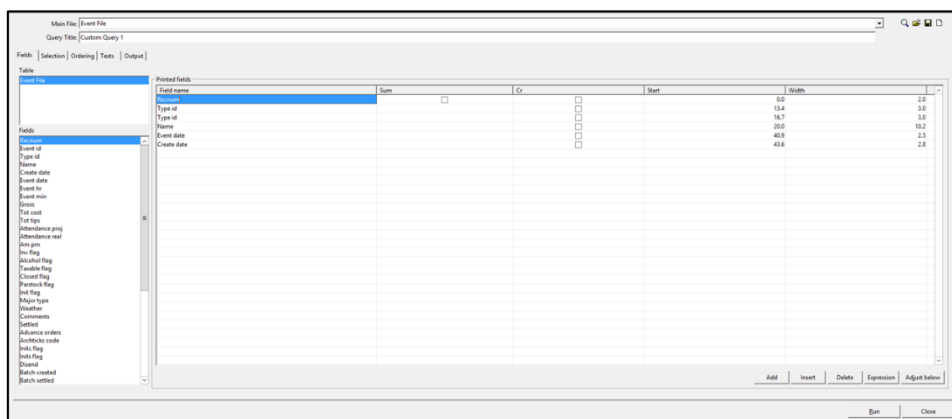 Main File: Event File
Query Title: Custom Query 1
Fields Selection Ordering Texts Output
Table
Event File
Printed fields
Field name Sum Cr Start Width
Recnum 0.0 2.0
Type id 13.4 3.0
Type id 16.7 3.0
Name 20.0 10.2
Event date 40.9 2.5
Create date 43.6 2.8
Fields
Recnum
Event id
Type id
Name
Create date
Event date
Event hr
Event min
Gross
Tot cost
Tot tips
Attendance proj
Attendance real
Am pm
Inv flag
Alcohol flag
Taxable flag
Closed flag
Parstock flag
Init flag
Major type
Weather
Comments
Settled
Advance orders
Archticks code
Initc flag
Inits flag
Disend
Batch created
Batch settled
Add Insert Delete Expression Adjust below
Run Close